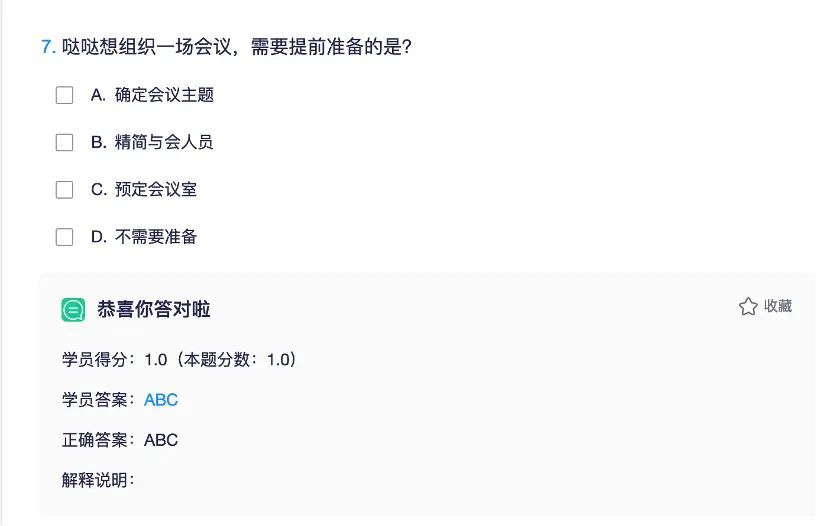 7. 哒哒想组织一场会议，需要提前准备的是?
A. 确定会议主题
B. 精简与会人员
C. 预定会议室
D. 不需要准备
恭喜你答对啦
收藏
学员得分：1.0（本题分数：1.0）
学员答案：ABC
正确答案：ABC
解释说明：